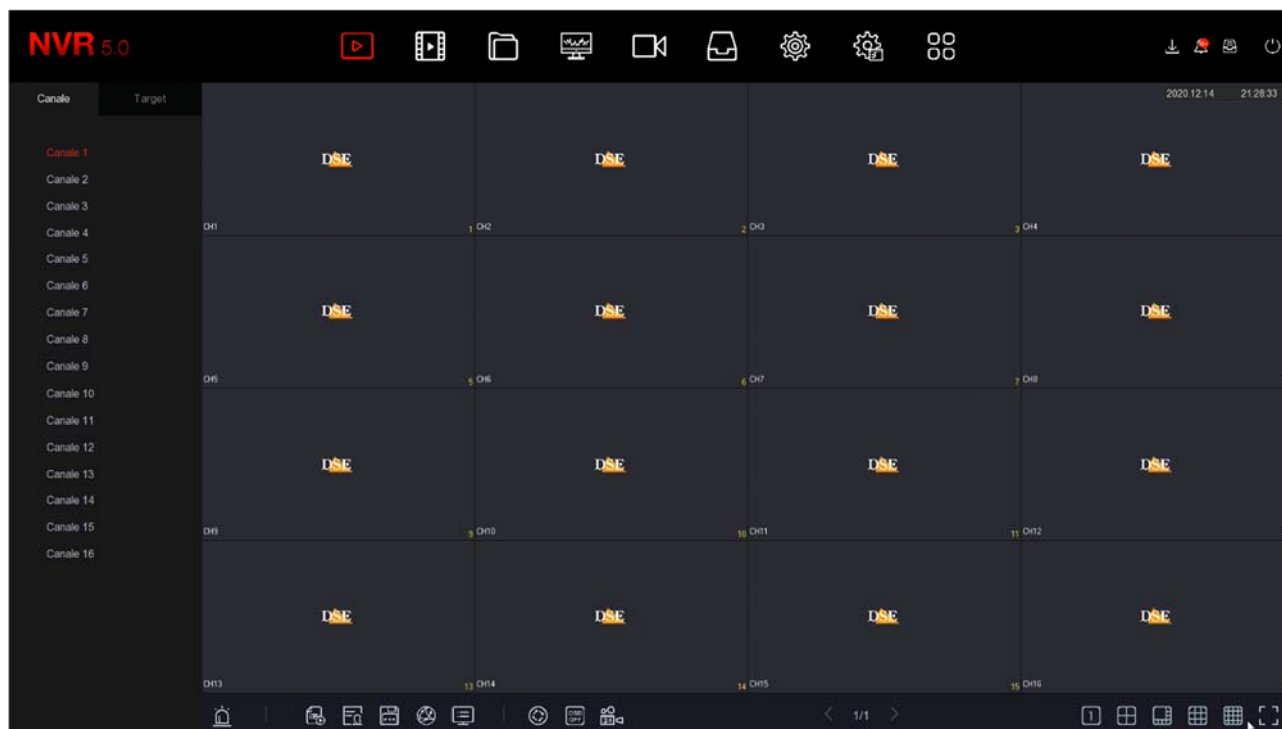 NVR 5.0
Canale Target
2020.12.14 21:28:33
Canale 1
Canale 2
Canale 3
Canale 4
Canale 5
Canale 6
Canale 7
Canale 8
Canale 9
Canale 10
Canale 11
Canale 12
Canale 13
Canale 14
Canale 15
Canale 16
DSE DSE DSE DSE
CH1 1 CH2 2 CH3 3 CH4
DSE DSE DSE DSE
CH5 5 CH6 6 CH7 7 CH8
DSE DSE DSE DSE
CH9 9 CH10 10 CH11 11 CH12
DSE DSE DSE DSE
CH13 13 CH14 14 CH15 15 CH16
OSD
OFF
1/1
1